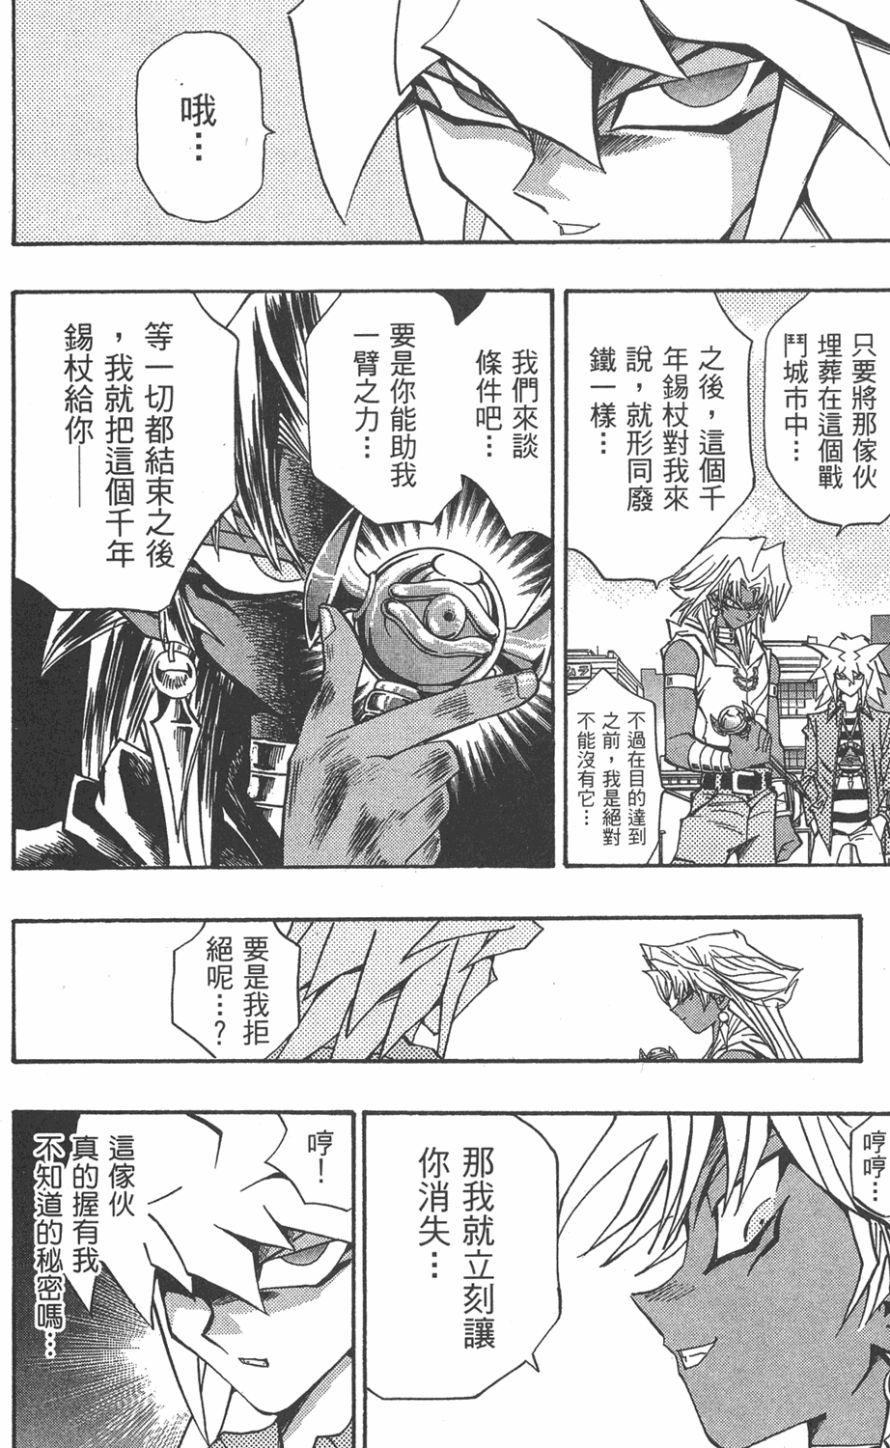 哦…
只要將那傢伙
埋葬在這個戰
鬥城市中…
之後，這個千
年錫杖對我來
說，就形同廢
鐵一樣…
不過在目的達到
之前，我是絕對
不能沒有它…
我們來談
條件吧…
要是你能助我
一臂之力…
等一切都結束之後
，我就把這個千年
錫杖給你——
要是我拒
絕呢…?
哼哼…
那我就立刻讓
你消失…
哼!
這傢伙
真的握有我
不知道的秘密嗎…